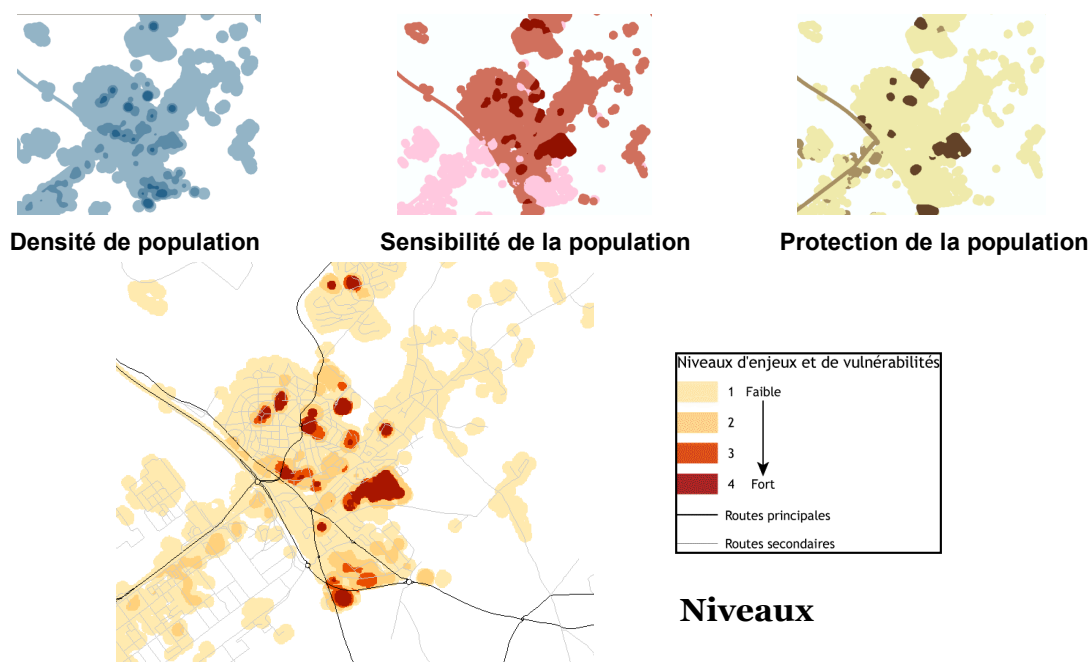 Densité de population
Sensibilité de la population
Protection de la population
Niveaux d'enjeux et de vulnérabilités
1 Faible
2
3
4 Fort
Routes principales
Routes secondaires
Niveaux